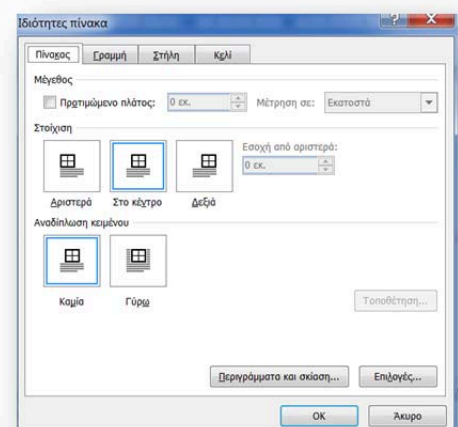 Ιδιότητες πίνακα
Πίνακας Γραμμή Στήλη Κελί
Μέγεθος
Προτιμώμενο πλάτος: 0 εκ. Μέτρηση σε: Εκατοστά
Στοίχιση
Εσοχή από αριστερά:
0 εκ.
Αριστερά Στο κέντρο Δεξιά
Αναδίπλωση κειμένου
Καμία Γύρω
Τοποθέτηση...
Περιγράμματα και σκίαση... Επιλογές...
OK Άκυρο